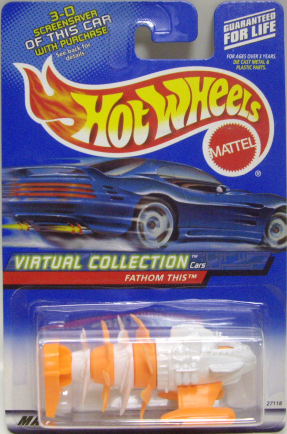 3-D
SCREENSAVER
OF THIS CAR
WITH PURCHASE
See back for
details
GUARANTEED
FOR LIFE
FOR AGES OVER 3 YEARS.
DIE CAST METAL &
PLASTIC PARTS.
HOT WHEELS
MATTEL
VIRTUAL COLLECTION™
Cars
FATHOM THIS™
27118